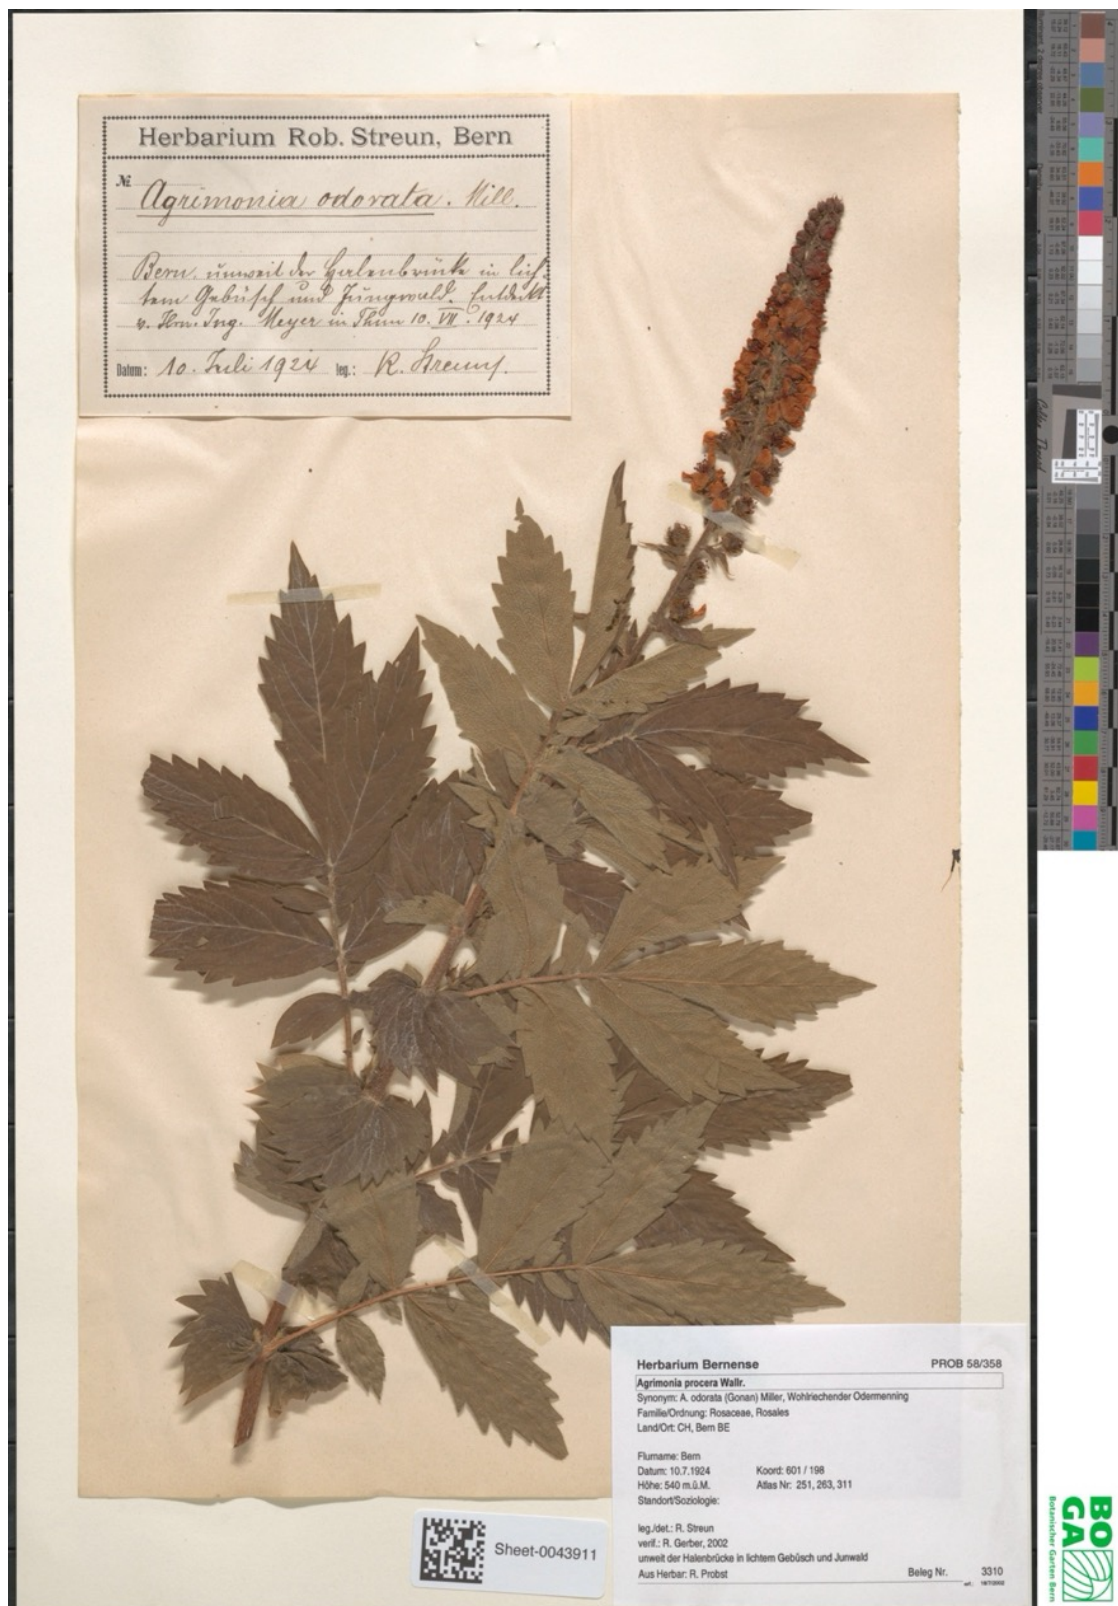 Herbarium Rob. Streun, Bern
№
Agrimonia odorata. Mill.
Bern. unweit der Halenbrücke in lich-
tem Gebüsch und Jungwald. Entdeckt
v. Hrn. Ing. Meyer in Thun 10. VII. 1924
Datum: 10. Juli 1924 leg.: R. Streun.
Herbarium Bernense PROB 58/358
Agrimonia procera Wallr.
Synonym: A. odorata (Gonan) Miller, Wohlriechender Odermenning
Familie/Ordnung: Rosaceae, Rosales
Land/Ort: CH, Bern BE
Flurname: Bern
Datum: 10.7.1924 Koord: 601 / 198
Höhe: 540 m.ü.M. Atlas Nr: 251, 263, 311
Standort/Soziologie:
leg./det.: R. Streun
verif.: R. Gerber, 2002
unweit der Halenbrücke in lichtem Gebüsch und Junwald
Aus Herbar: R. Probst Beleg Nr. 3310
Sheet-0043911
BO
GA
Botanischer Garten Bern